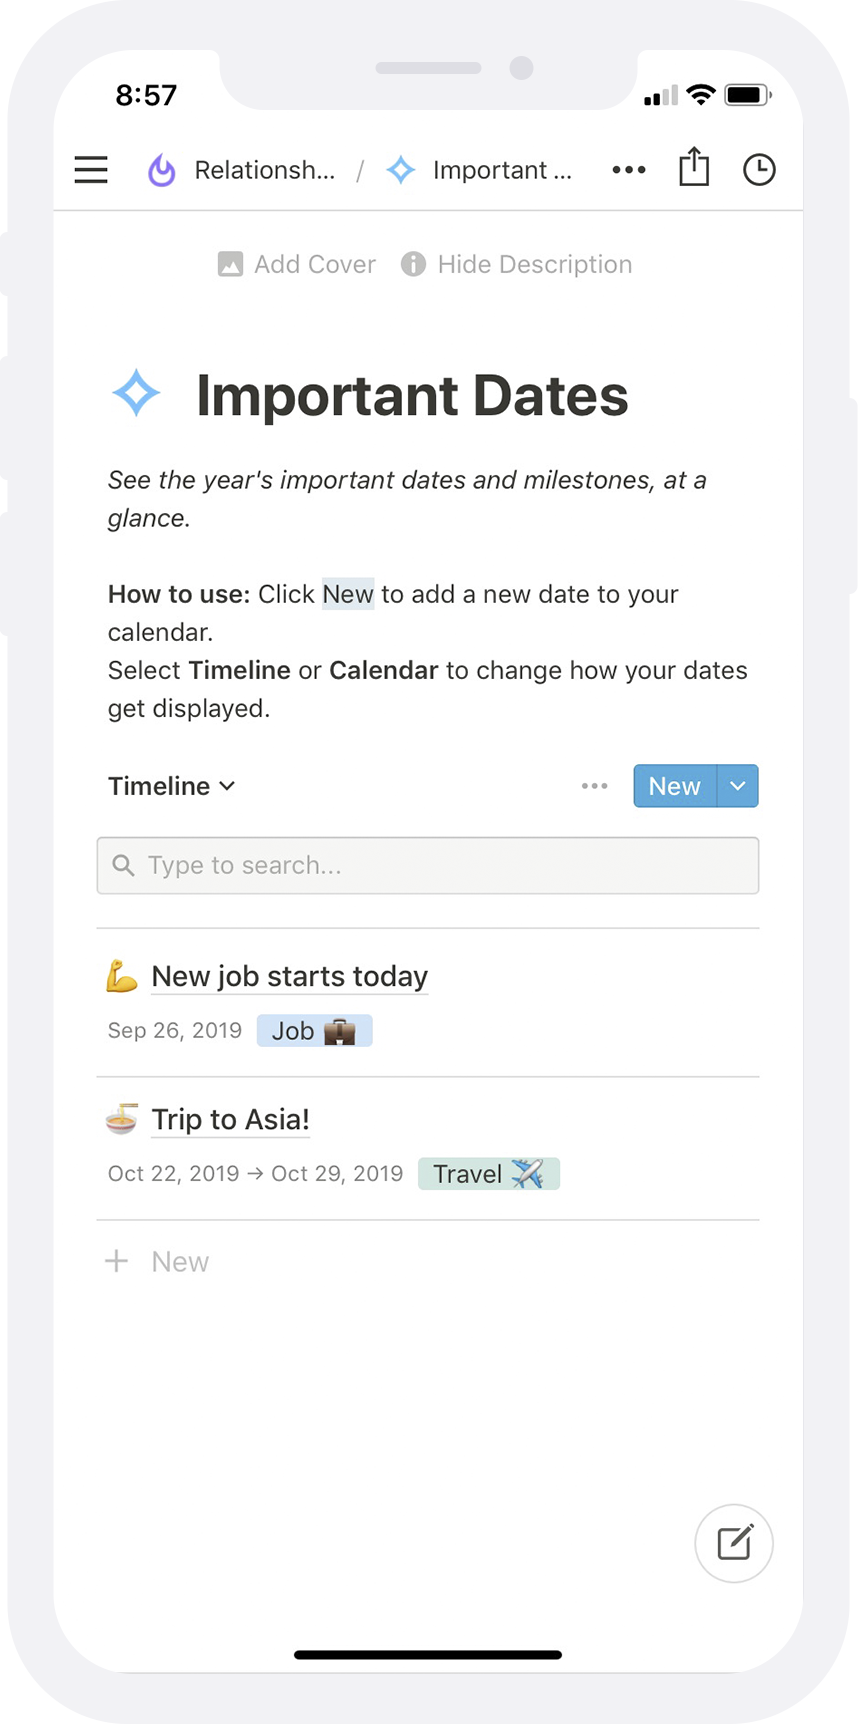 8:57
Relationsh... / Important ...
Add Cover Hide Description
Important Dates
See the year's important dates and milestones, at a
glance.
How to use: Click New to add a new date to your
calendar.
Select Timeline or Calendar to change how your dates
get displayed.
Timeline New
Type to search...
New job starts today
Sep 26, 2019 Job
Trip to Asia!
Oct 22, 2019 → Oct 29, 2019 Travel
+ New